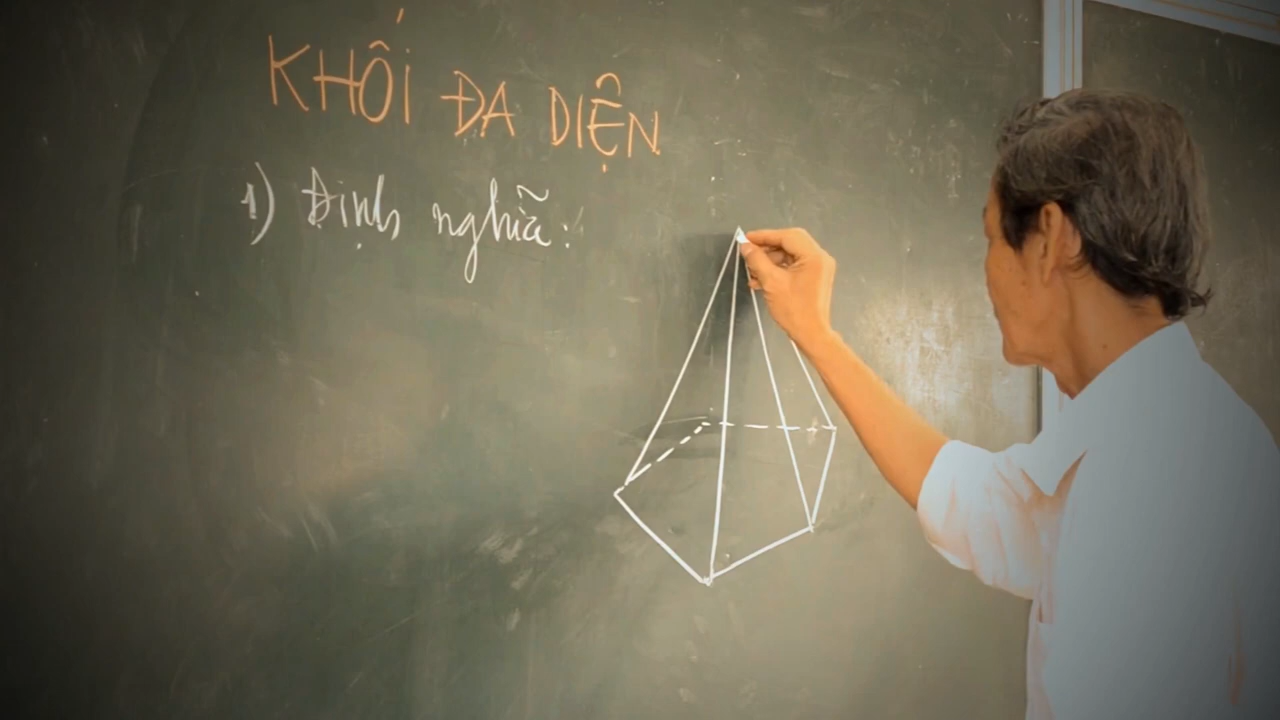 KHỐI ĐA DIỆN
1) Định nghĩa: